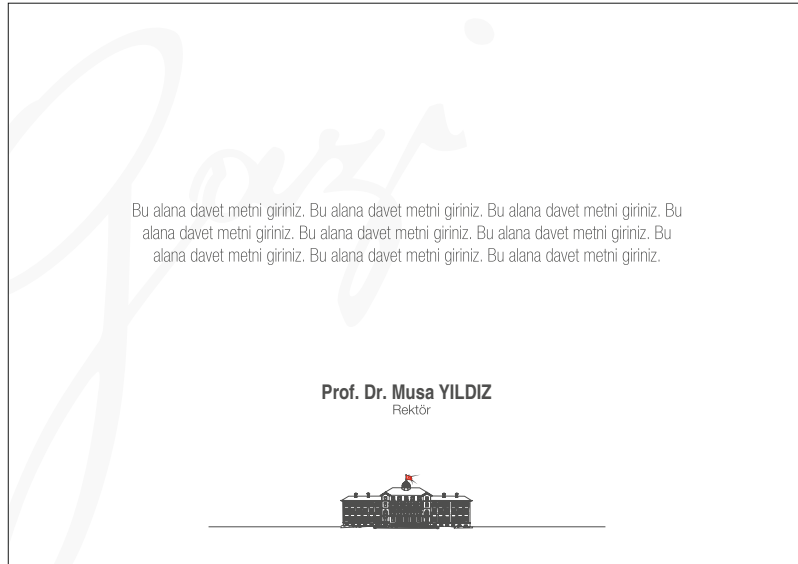 Gazi
Bu alana davet metni giriniz. Bu alana davet metni giriniz. Bu alana davet metni giriniz. Bu
alana davet metni giriniz. Bu alana davet metni giriniz. Bu alana davet metni giriniz. Bu
alana davet metni giriniz. Bu alana davet metni giriniz. Bu alana davet metni giriniz.
Prof. Dr. Musa YILDIZ
Rektör